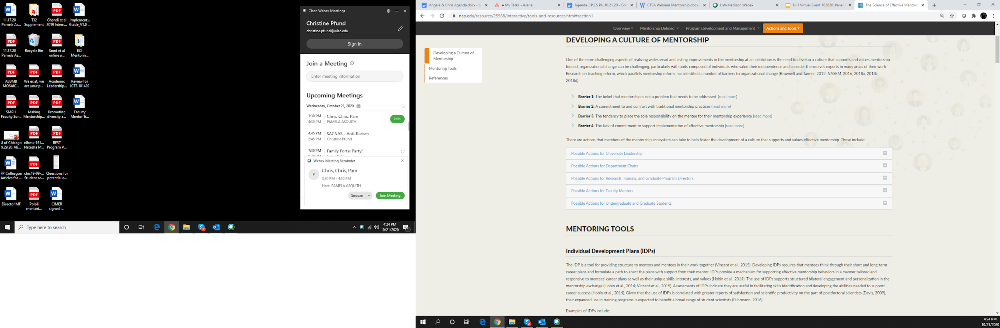 11.17.20 -
Pamela As...
T32
Supplement
Ghandi et al
2019 Intern...
Implement...
Guide_V1.0 ...
11.17.20 -
Pamela As...
Recycle Bin
Sood et al
online a...
ECI
Mentorin...
ASBMB
MOSAIC...
We exist, we
are your p...
Academic
Leadership...
Review for
JCTS 101420
SMPH
Faculty Sur...
Making
Mentorship...
Promoting
diversity a...
Faculty
Mentor Tr...
U of Chicago
9.29.20_AB...
nihms-161...
Natasha M...
BEST
Program P...
FP Colleague
Articles for ...
cbe.19-09-...
Student se...
Questions for
potential a...
Director MF
Pololi
mentori...
CIMER
signed l...
Cisco Webex Meetings
Christine Pfund
christine.pfund@wisc.edu
Sign In
Join a Meeting
Enter meeting information
Upcoming Meetings
Wednesday, October 21, 2020
3:30 PM Chris, Chris, Pam
4:30 PM PAMELA ASQUITH
Join
4:45 PM SACNAS - Anti-Racism
5:45 PM Christine Pfund
7:30 PM Family Portal Party!
Webex Meeting Reminder
P
Chris, Chris, Pam
3:30 PM - 4:30 PM
Host: PAMELA ASQUITH
Snooze
Join Meeting
Type here to search
4:24 PM
10/21/2020
Angela & Chris Agenda.docx - G
My Tasks - Asana
Agenda_CP.CS.PA_10.21.20 - Goo
CTSA Webinar Mentorship.docx
UW-Madison Webex
NIH Virtual Event 102820: Panel
The Science of Effective Mentors
nap.edu/resource/25568/interactive/tools-and-resources.html#section1
Overview
Mentorship Defined
Program Development and Management
Actions and Tools
Developing a Culture of
Mentorship
Mentoring Tools
References
DEVELOPING A CULTURE OF MENTORSHIP
One of the more challenging aspects of realizing widespread and lasting improvements in the mentorship at an institution is the need to develop a culture that supports and values mentorship.
Indeed, organizational change can be challenging, particularly with units composed of individuals who value their independence and consider themselves experts in many areas of their work.
Research on teaching reform, which parallels mentorship reform, has identified a number of barriers to organizational change (Brownell and Tanner, 2012; NASEM, 2016, 2018a, 2018c,
2018d).
Barrier 1: The belief that mentorship is not a problem that needs to be addressed. (read more)
Barrier 2: A commitment to and comfort with traditional mentorship practices (read more)
Barrier 3: The tendency to place the sole responsibility on the mentee for their mentorship experience (read more)
Barrier 4: The lack of commitment to support implementation of effective mentorship (read more)
There are actions that members of the mentorship ecosystem can take to help foster the development of a culture that supports and values effective mentorship. These include:
Possible Actions for University Leadership
Possible Actions for Department Chairs
Possible Actions for Research, Training, and Graduate Program Directors
Possible Actions for Faculty Mentors
Possible Actions for Undergraduate and Graduate Students
MENTORING TOOLS
Individual Development Plans (IDPs)
The IDP is a tool for providing structure to mentors and mentees in their work together (Vincent et al., 2015). Developing IDPs requires that mentees think through their short and long-term
career plans and formulate a path to enact the plans with support from their mentor. IDPs provide a mechanism for supporting effective mentorship behaviors in a manner tailored and
responsive to mentees' career plans as well as their unique skills, interests, and values (Hobin et al., 2014). The use of IDPs supports structured bilateral engagement and personalization in the
mentorship exchange (Hobin et al., 2014; Vincent et al., 2015). Assessments of IDPs indicate they are useful in facilitating skills identification and developing the abilities needed to support
career success (Hobin et al., 2014). Given that the use of IDPs is correlated with greater reports of satisfaction and scientific productivity on the part of postdoctoral scientists (Davis, 2009),
their expanded use in training programs is expected to benefit a broad range of student scientists (Fuhrmann, 2016).
Examples of IDPs include:
4:24 PM
10/21/2020